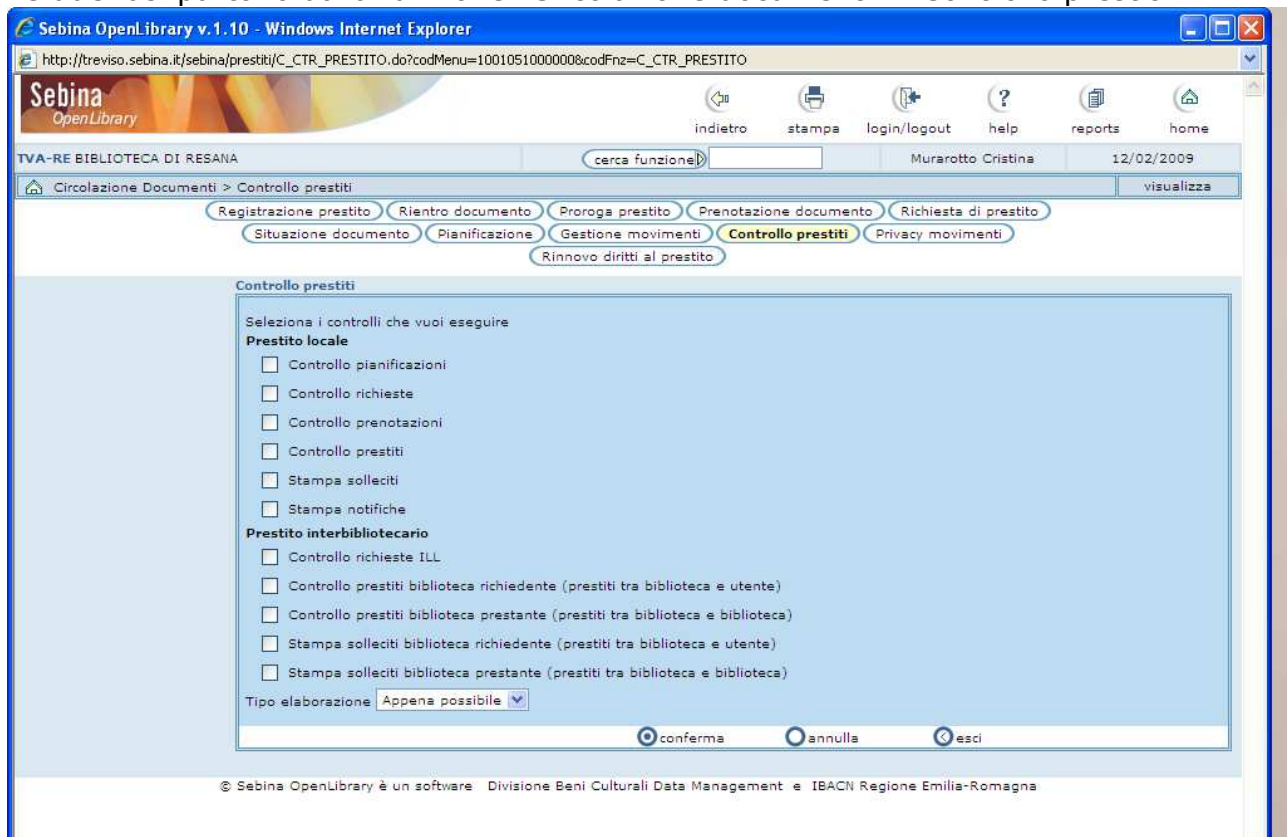 Sebina OpenLibrary v.1.10 - Windows Internet Explorer
http://treviso.sebina.it/sebina/prestiti/C_CTR_PRESTITO.do?codMenu=1001051000000&codFnz=C_CTR_PRESTITO
Sebina
OpenLibrary
indietro stampa login/logout help reports home
TVA-RE BIBLIOTECA DI RESANA cerca funzione Murarotto Cristina 12/02/2009
Circolazione Documenti > Controllo prestiti visualizza
Registrazione prestito Rientro documento Proroga prestito Prenotazione documento Richiesta di prestito
Situazione documento Pianificazione Gestione movimenti Controllo prestiti Privacy movimenti
Rinnovo diritti al prestito
Controllo prestiti
Seleziona i controlli che vuoi eseguire
Prestito locale
Controllo pianificazioni
Controllo richieste
Controllo prenotazioni
Controllo prestiti
Stampa solleciti
Stampa notifiche
Prestito interbibliotecario
Controllo richieste ILL
Controllo prestiti biblioteca richiedente (prestiti tra biblioteca e utente)
Controllo prestiti biblioteca prestante (prestiti tra biblioteca e biblioteca)
Stampa solleciti biblioteca richiedente (prestiti tra biblioteca e utente)
Stampa solleciti biblioteca prestante (prestiti tra biblioteca e biblioteca)
Tipo elaborazione Appena possibile
conferma annulla esci
© Sebina OpenLibrary è un software Divisione Beni Culturali Data Management e IBACN Regione Emilia-Romagna